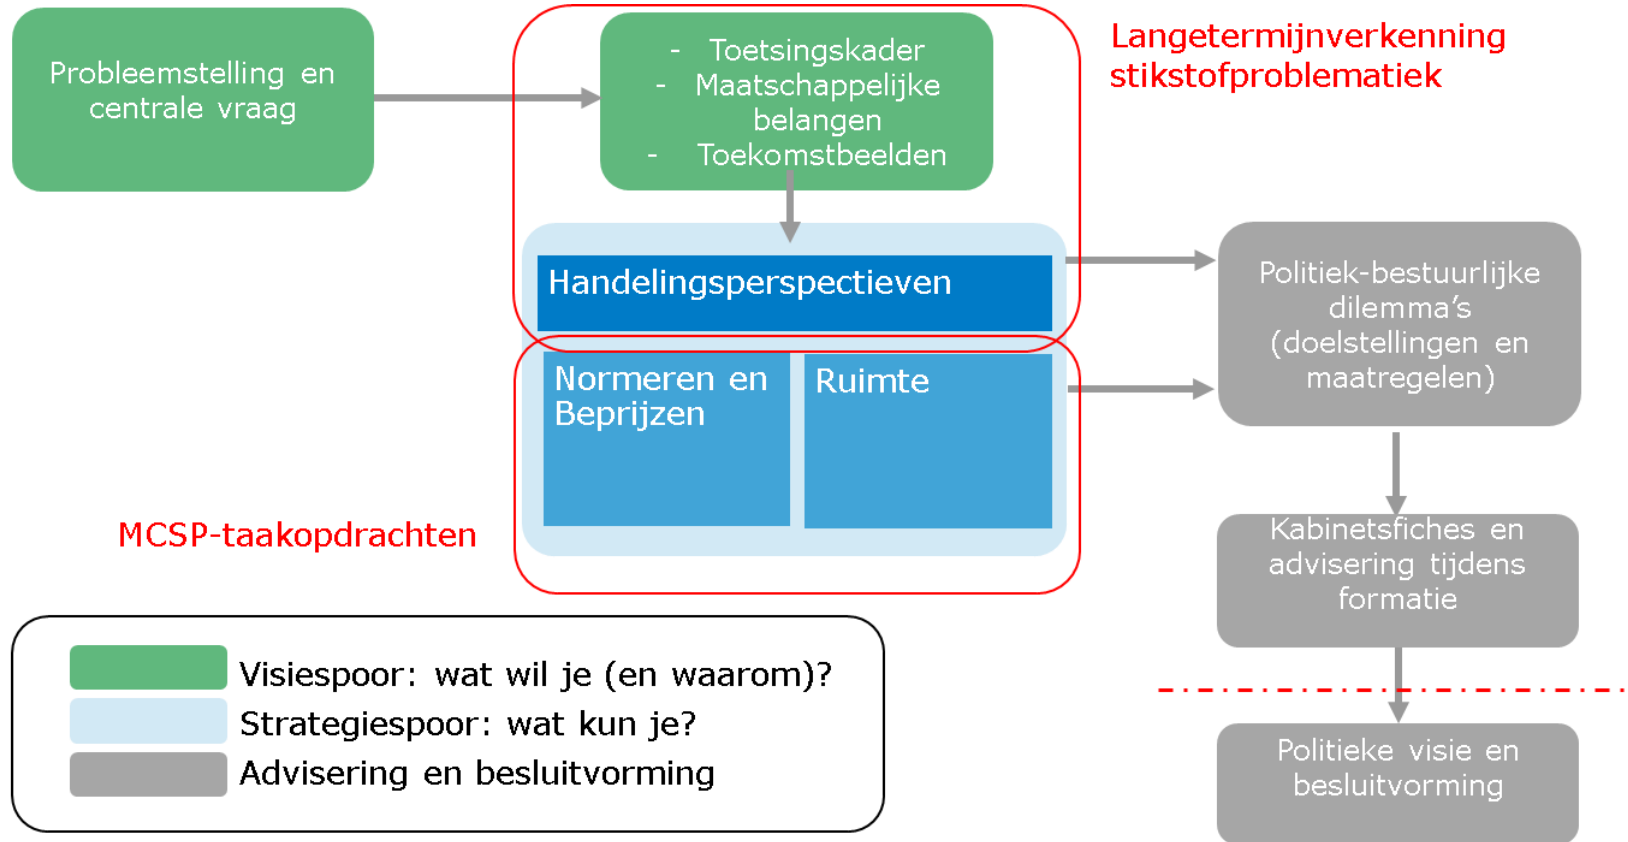 Probleemstelling en
centrale vraag
- Toetsingskader
- Maatschappelijke
belangen
- Toekomstbeelden
Langetermijnverkenning
stikstofproblematiek
Handelingsperspectieven
Normeren en
Beprijzen
Ruimte
Politiek-bestuurlijke
dilemma's
(doelstellingen en
maatregelen)
MCSP-taakopdrachten
Kabinetsfiches en
advisering tijdens
formatie
Visiespoor: wat wil je (en waarom)?
Strategiespoor: wat kun je?
Advisering en besluitvorming
Politieke visie en
besluitvorming